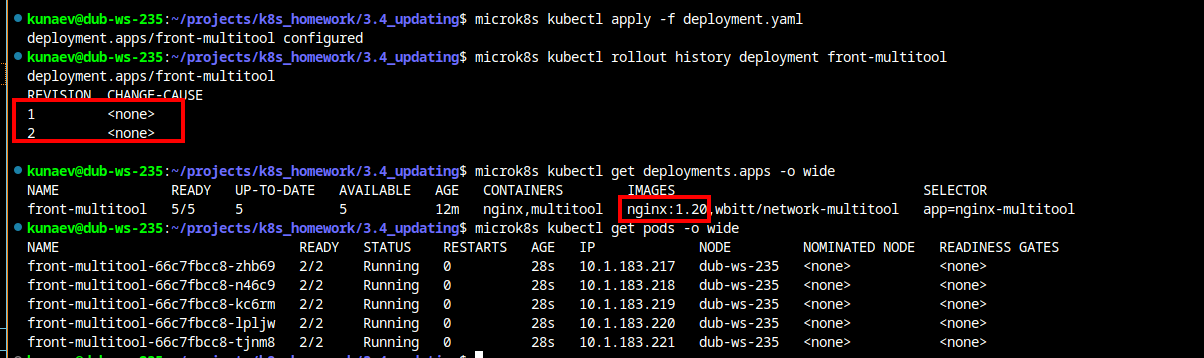 kunaev@dub-ws-235:~/projects/k8s_homework/3.4_updating$ microk8s kubectl apply -f deployment.yaml
deployment.apps/front-multitool configured
kunaev@dub-ws-235:~/projects/k8s_homework/3.4_updating$ microk8s kubectl rollout history deployment front-multitool
deployment.apps/front-multitool
REVISION CHANGE-CAUSE
1 <none>
2 <none>
kunaev@dub-ws-235:~/projects/k8s_homework/3.4_updating$ microk8s kubectl get deployments.apps -o wide
NAME READY UP-TO-DATE AVAILABLE AGE CONTAINERS IMAGES SELECTOR
front-multitool 5/5 5 5 12m nginx,multitool nginx:1.20,wbitt/network-multitool app=nginx-multitool
kunaev@dub-ws-235:~/projects/k8s_homework/3.4_updating$ microk8s kubectl get pods -o wide
NAME READY STATUS RESTARTS AGE IP NODE NOMINATED NODE READINESS GATES
front-multitool-66c7fbcc8-zhb69 2/2 Running 0 28s 10.1.183.217 dub-ws-235 <none> <none>
front-multitool-66c7fbcc8-n46c9 2/2 Running 0 28s 10.1.183.218 dub-ws-235 <none> <none>
front-multitool-66c7fbcc8-kc6rm 2/2 Running 0 28s 10.1.183.219 dub-ws-235 <none> <none>
front-multitool-66c7fbcc8-lpljw 2/2 Running 0 28s 10.1.183.220 dub-ws-235 <none> <none>
front-multitool-66c7fbcc8-tjnm8 2/2 Running 0 28s 10.1.183.221 dub-ws-235 <none> <none>